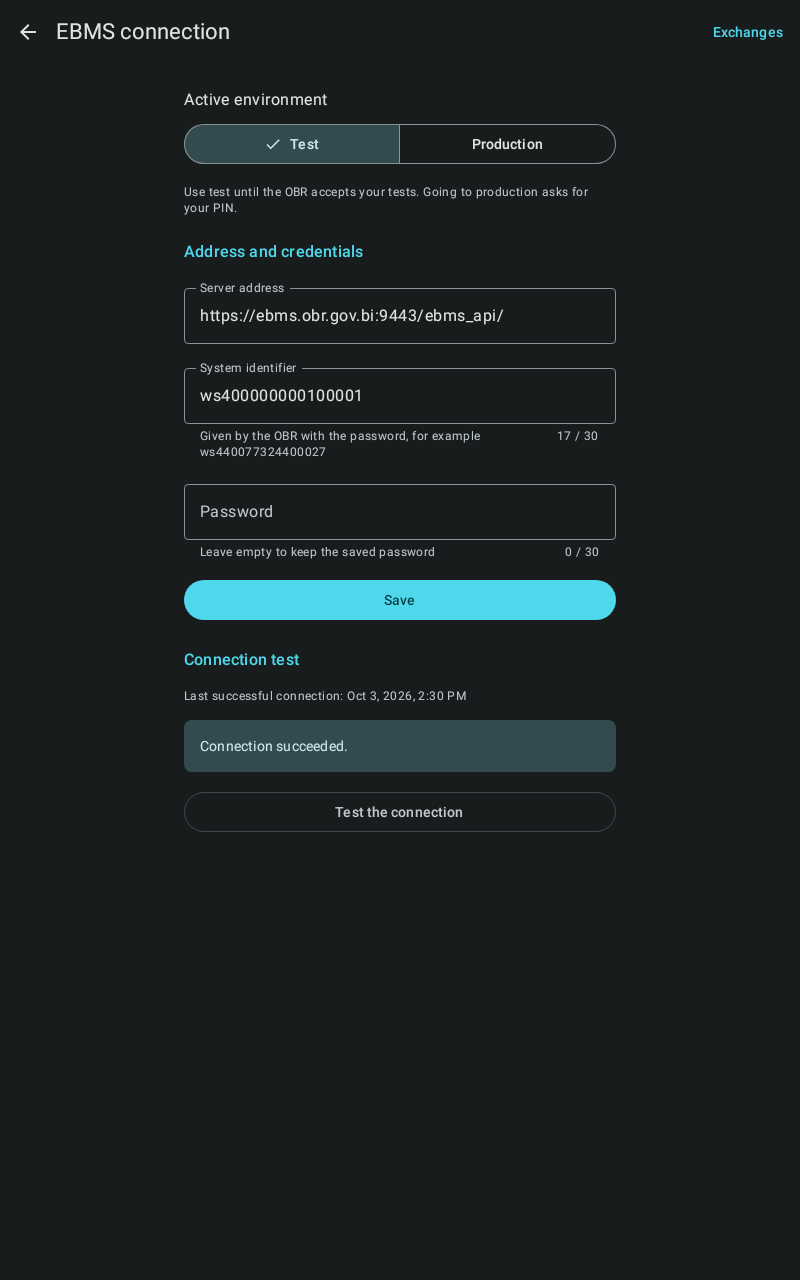 EBMS connection
Exchanges
Active environment
Test
Production
Use test until the OBR accepts your tests. Going to production asks for
your PIN.
Address and credentials
Server address
https://ebms.obr.gov.bi:9443/ebms_api/
System identifier
ws400000000100001
Given by the OBR with the password, for example
ws440077324400027
17 / 30
Password
Leave empty to keep the saved password
0 / 30
Save
Connection test
Last successful connection: Oct 3, 2026, 2:30 PM
Connection succeeded.
Test the connection